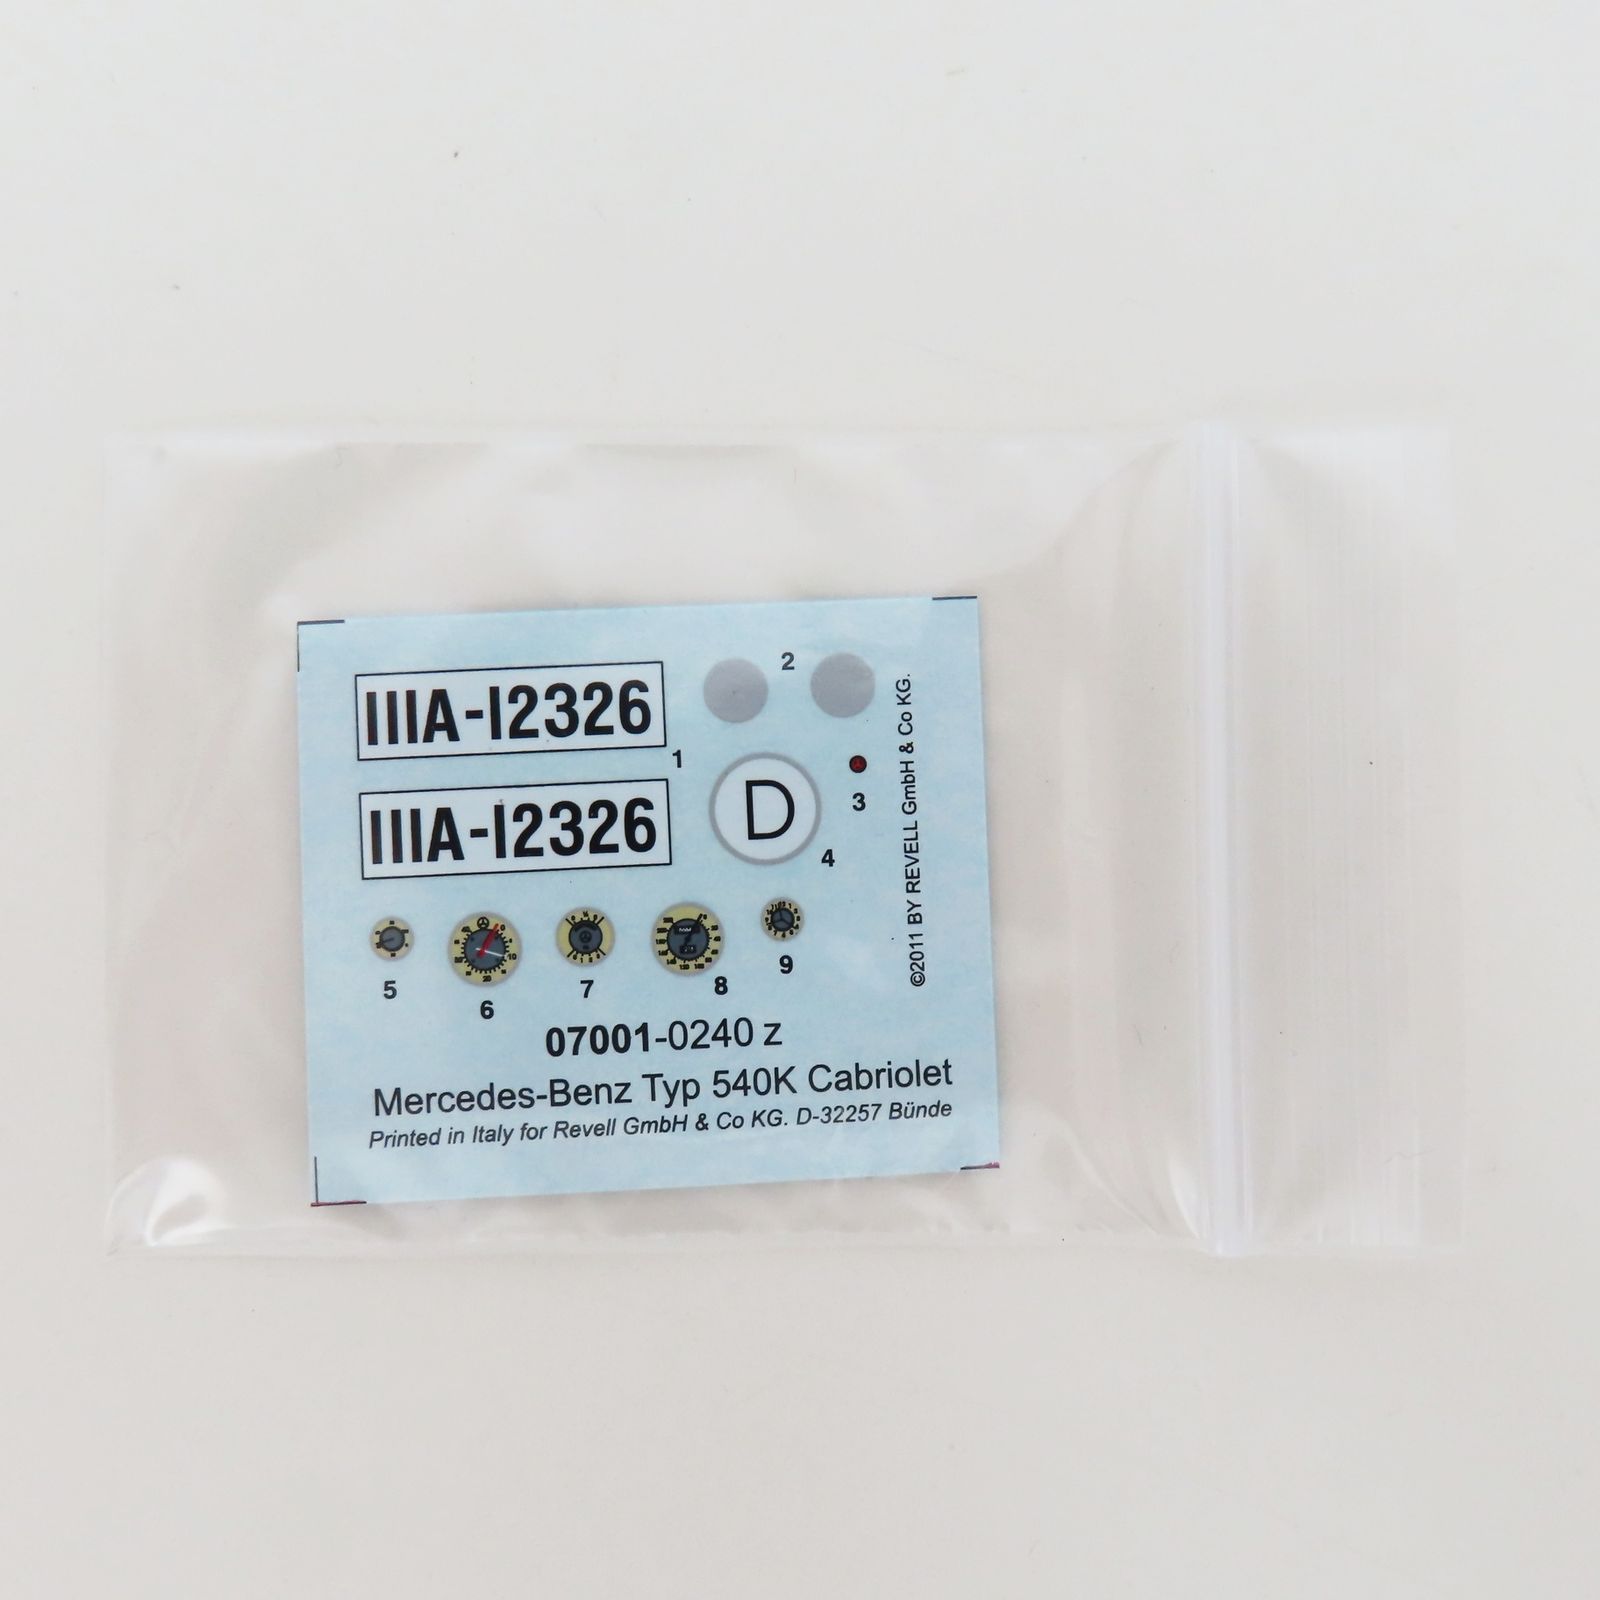 IIIA-I2326
1
IIIA-I2326
2
3
D
4
©2011 BY REVELL GmbH & Co KG.
5
6
7
8
9
07001-0240 z
Mercedes-Benz Typ 540K Cabriolet
Printed in Italy for Revell GmbH & Co KG. D-32257 Bünde